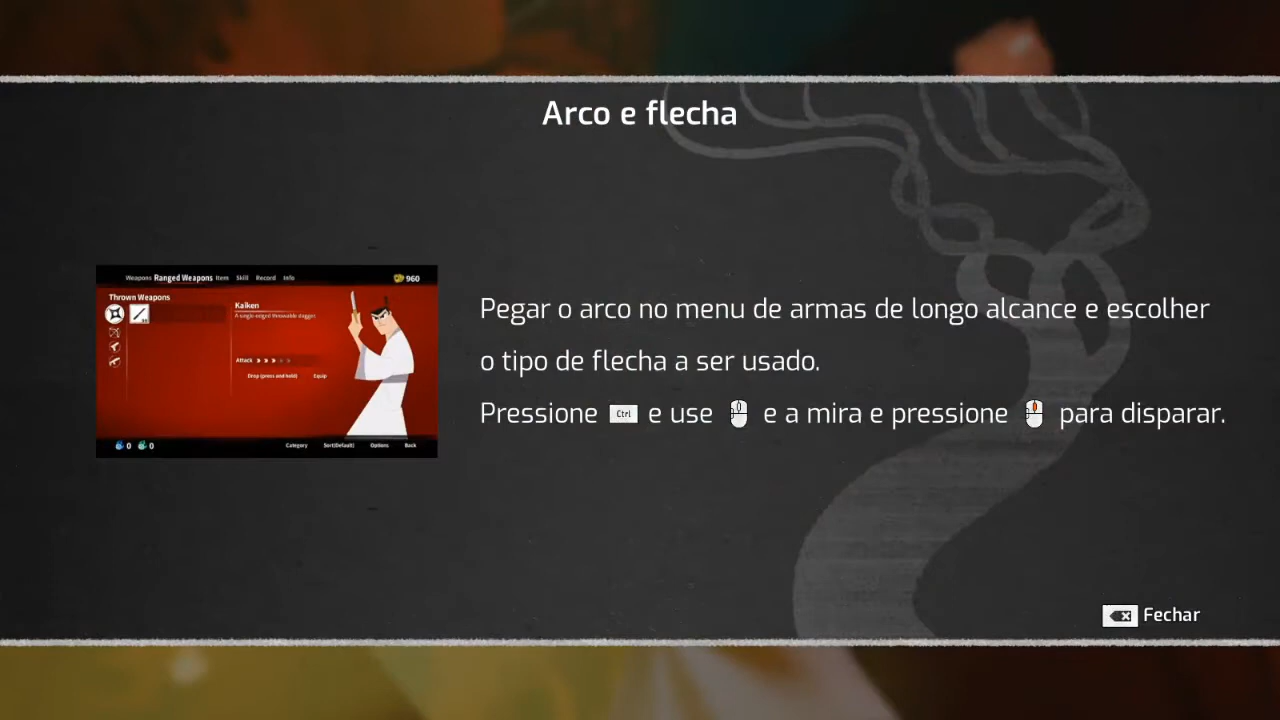 Arco e flecha
Weapons Ranged Weapons Item Skill Record Info
960
Thrown Weapons
Kaiken
A single-edged throwable dagger.
Attack
Drop (press and hold) Equip
0 0
Category Sort(Default) Options Back
Pegar o arco no menu de armas de longo alcance e escolher
o tipo de flecha a ser usado.
Pressione Ctrl e use e a mira e pressione para disparar.
Fechar